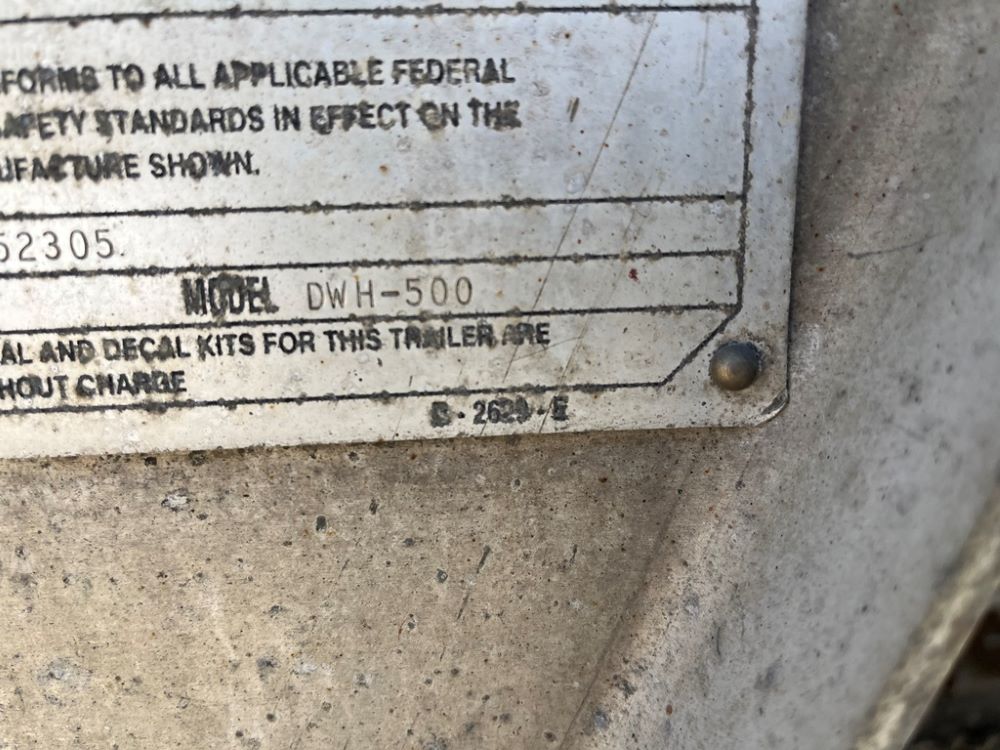 FORMS TO ALL APPLICABLE FEDERAL
SAFETY STANDARDS IN EFFECT ON THE
UFACTURE SHOWN.
52305
MODEL DWH-500
AL AND DECAL KITS FOR THIS TRAILER ARE
HOUT CHARGE